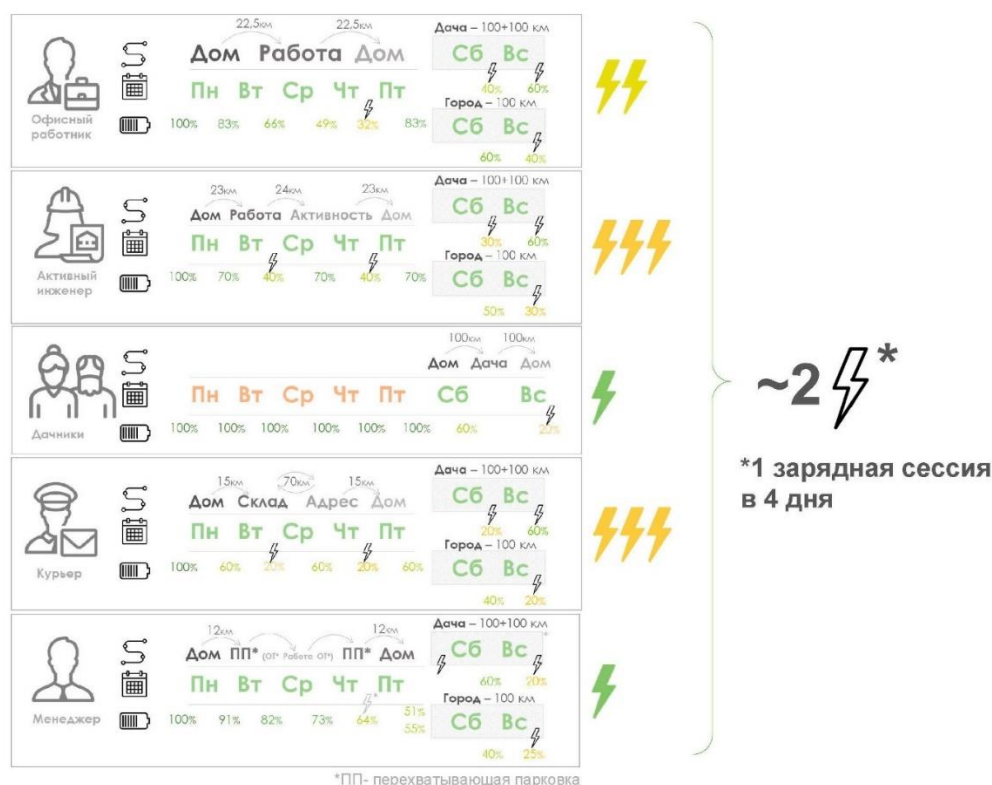 22,5км 22,5км
Дом Работа Дом
Пн Вт Ср Чт Пт
100% 83% 66% 49% 32% 83%
Офисный
работник
Дача – 100+100 км
Сб Вс
40% 60%
Город – 100 км
Сб Вс
60% 40%
23км 24км 23км
Дом Работа Активность Дом
Пн Вт Ср Чт Пт
100% 70% 40% 70% 40% 70%
Активный
инженер
Дача – 100+100 км
Сб Вс
30% 60%
Город – 100 км
Сб Вс
50% 30%
100км 100км
Дом Дача Дом
Пн Вт Ср Чт Пт Сб Вс
100% 100% 100% 100% 100% 100% 60% 20%
Дачники
15км 70км 15км
Дом Склад Адрес Дом
Пн Вт Ср Чт Пт
100% 60% 20% 60% 20% 60%
Курьер
Дача – 100+100 км
Сб Вс
20% 60%
Город – 100 км
Сб Вс
40% 20%
12км 12км
Дом ПП* (ОТ* Работа ОТ*) ПП* Дом
Пн Вт Ср Чт Пт
100% 91% 82% 73% 64% 51%
55%
Менеджер
Дача – 100+100 км
Сб Вс
60% 20%
Город – 100 км
Сб Вс
40% 25%
~2 *
*1 зарядная сессия
в 4 дня
*ПП- перехватывающая парковка